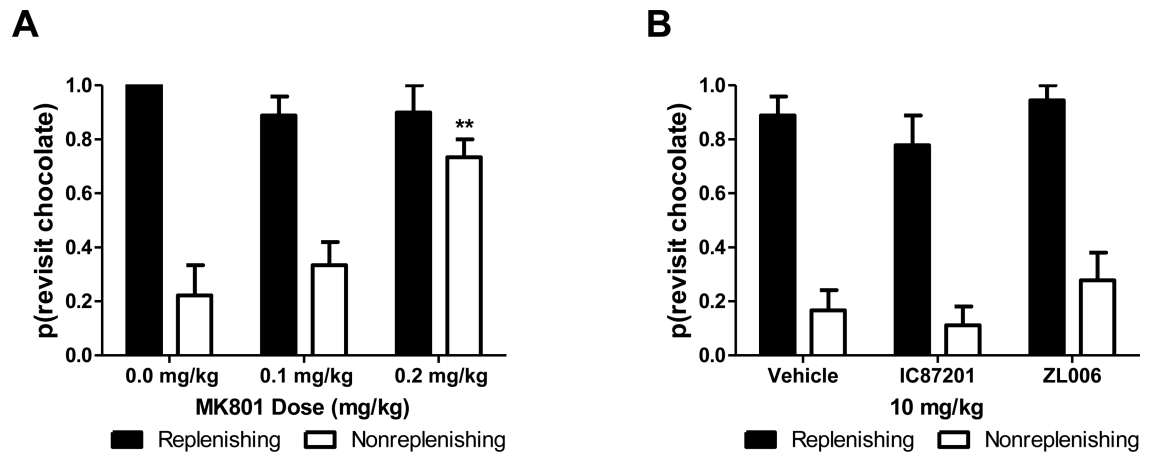 A
p(revisit chocolate)
1.0
0.8
0.6
0.4
0.2
0.0
**
0.0 mg/kg 0.1 mg/kg 0.2 mg/kg
MK801 Dose (mg/kg)
Replenishing Nonreplenishing
B
p(revisit chocolate)
1.0
0.8
0.6
0.4
0.2
0.0
Vehicle IC87201 ZL006
10 mg/kg
Replenishing Nonreplenishing